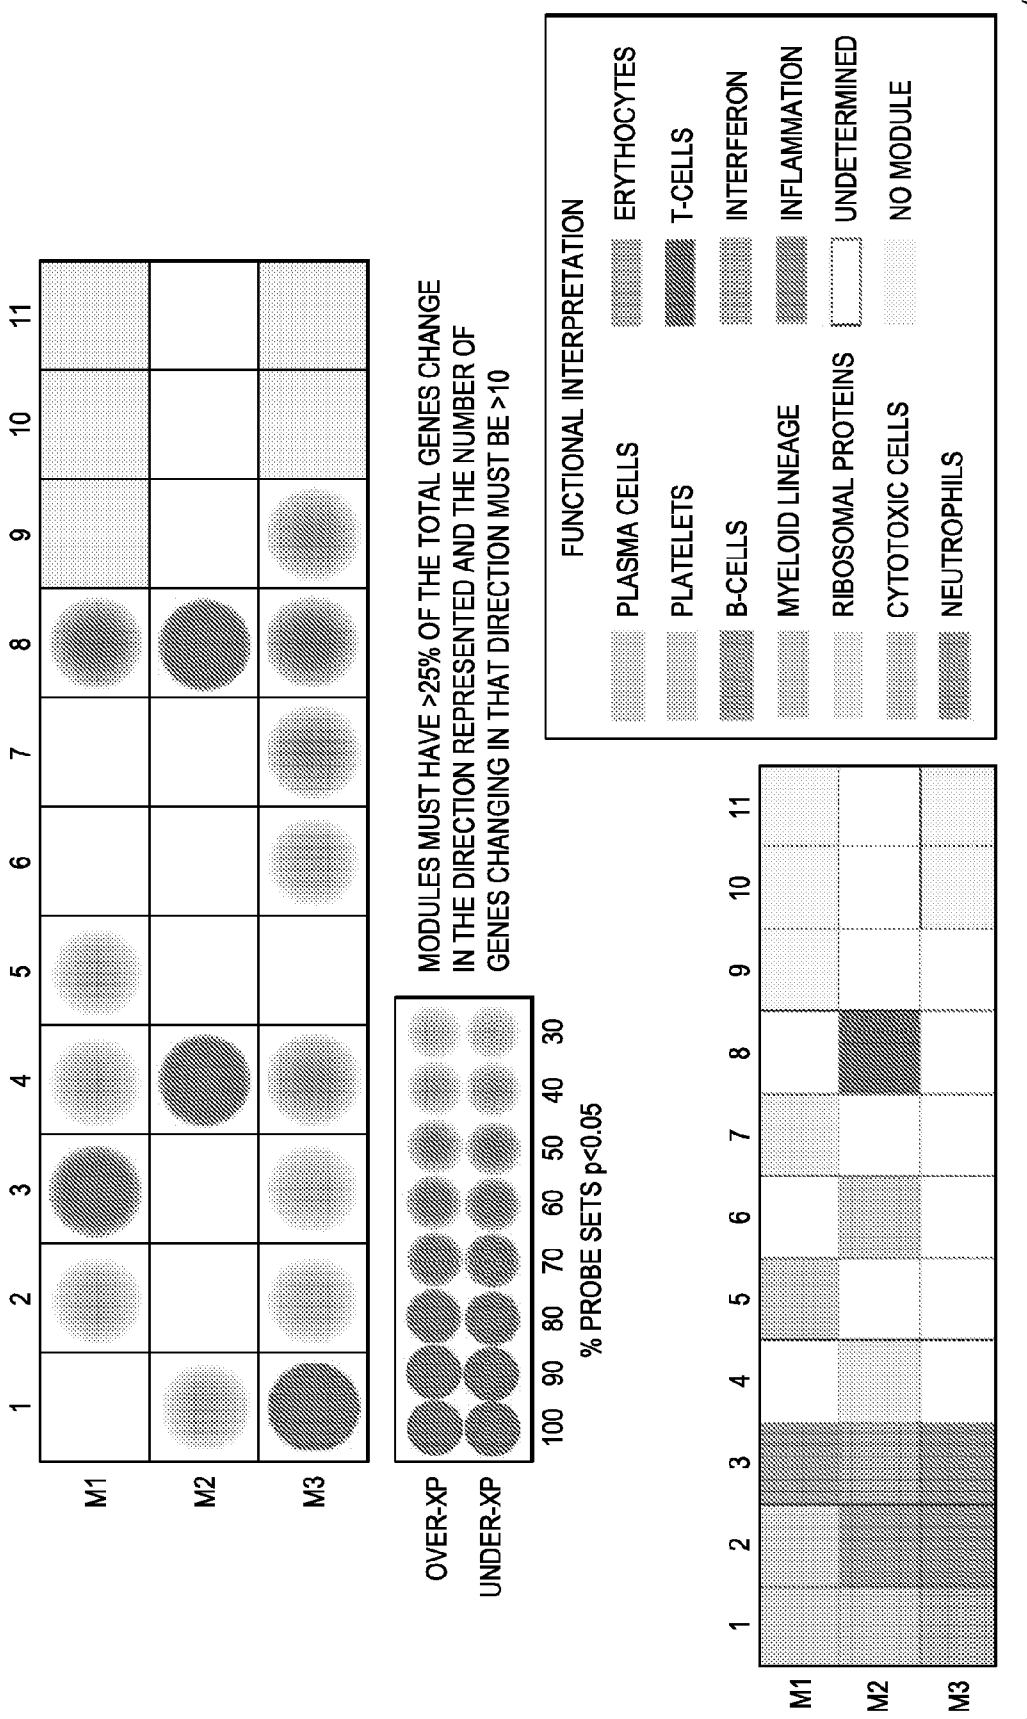 1 2 3 4 5 6 7 8 9 10 11
M1
M2
M3
OVER-XP
UNDER-XP
100 90 80 70 60 50 40 30
% PROBE SETS p<0.05
MODULES MUST HAVE >25% OF THE TOTAL GENES CHANGE
IN THE DIRECTION REPRESENTED AND THE NUMBER OF
GENES CHANGING IN THAT DIRECTION MUST BE >10
1 2 3 4 5 6 7 8 9 10 11
M1
M2
M3
FUNCTIONAL INTERPRETATION
PLASMA CELLS ERYTHOCYTES
PLATELETS T-CELLS
B-CELLS INTERFERON
MYELOID LINEAGE INFLAMMATION
RIBOSOMAL PROTEINS UNDETERMINED
CYTOTOXIC CELLS NO MODULE
NEUTROPHILS